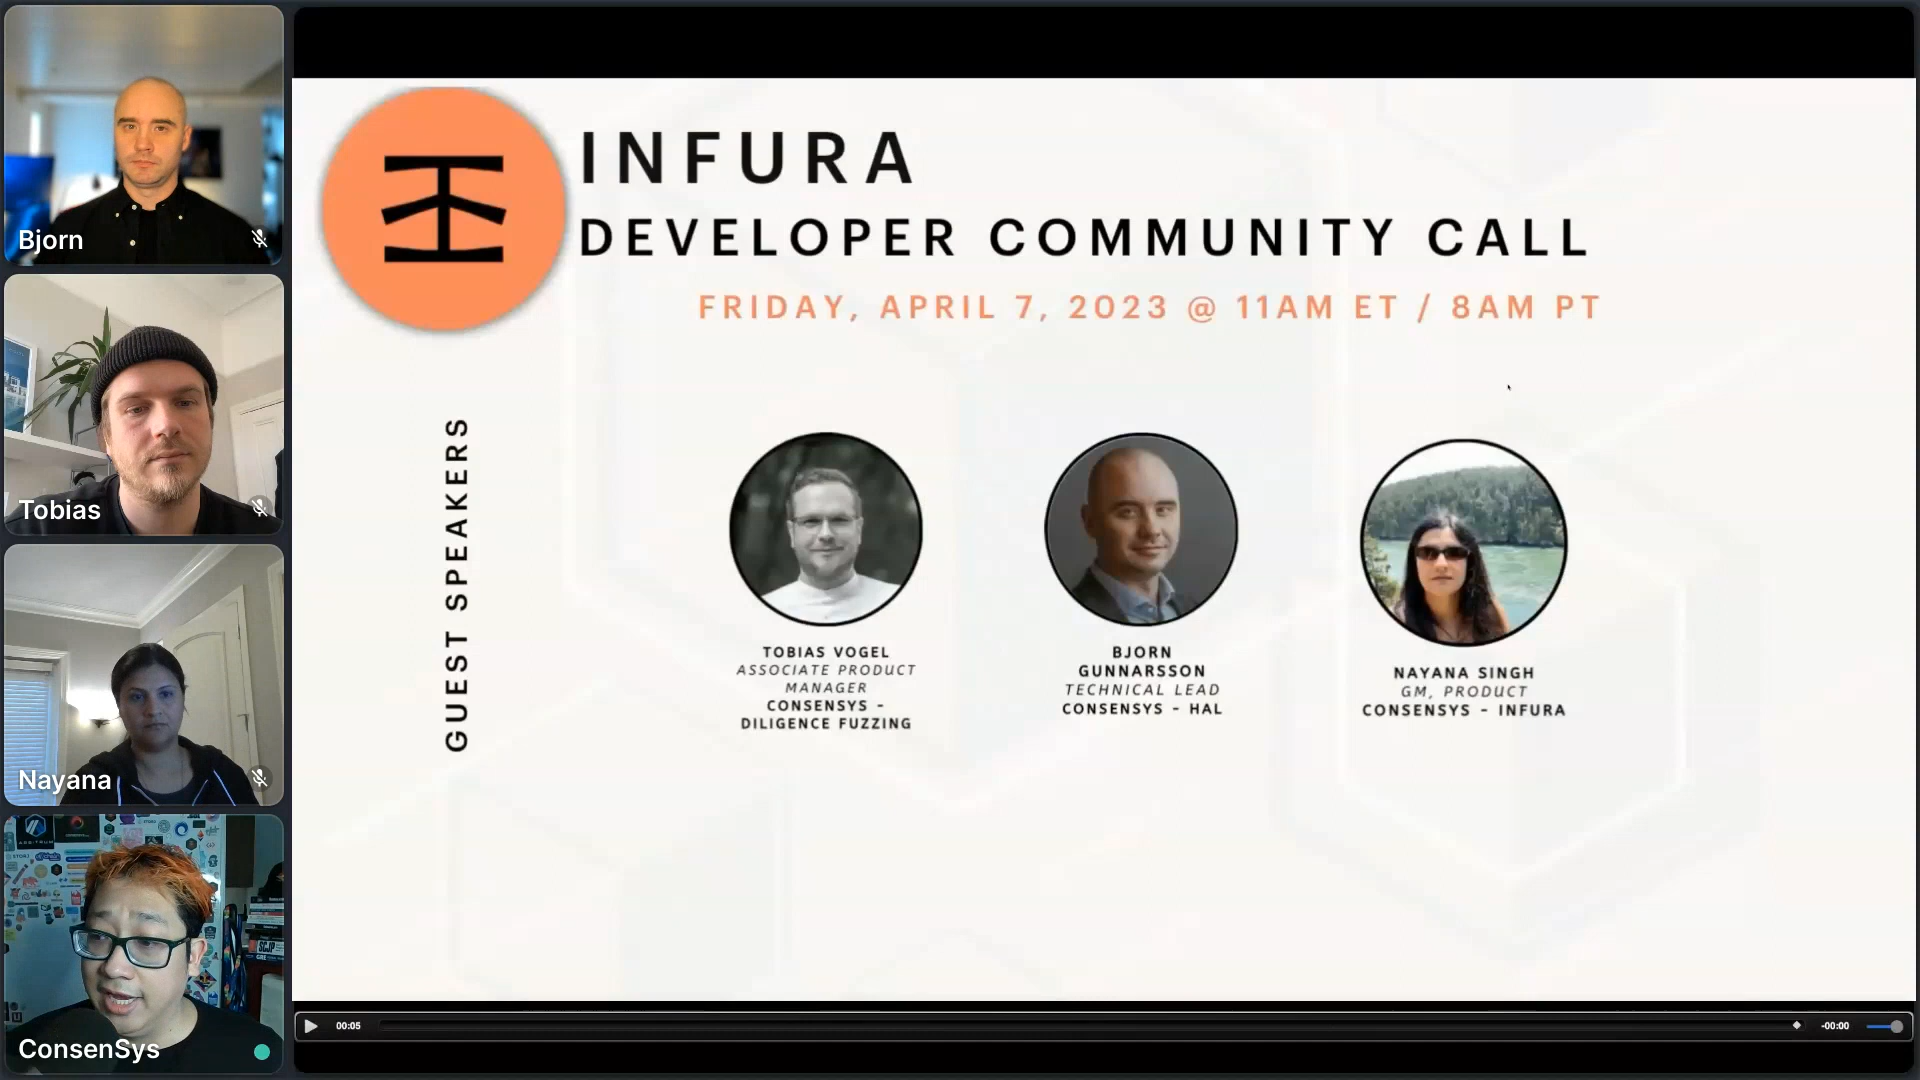 Bjorn
Tobias
Nayana
ConsenSys
INFURA
DEVELOPER COMMUNITY CALL
FRIDAY, APRIL 7, 2023 @ 11AM ET / 8AM PT
GUEST SPEAKERS
TOBIAS VOGEL
ASSOCIATE PRODUCT
MANAGER
CONSENSYS -
DILIGENCE FUZZING
BJORN
GUNNARSSON
TECHNICAL LEAD
CONSENSYS - HAL
NAYANA SINGH
GM, PRODUCT
CONSENSYS - INFURA
00:05
-00:00
SCJP